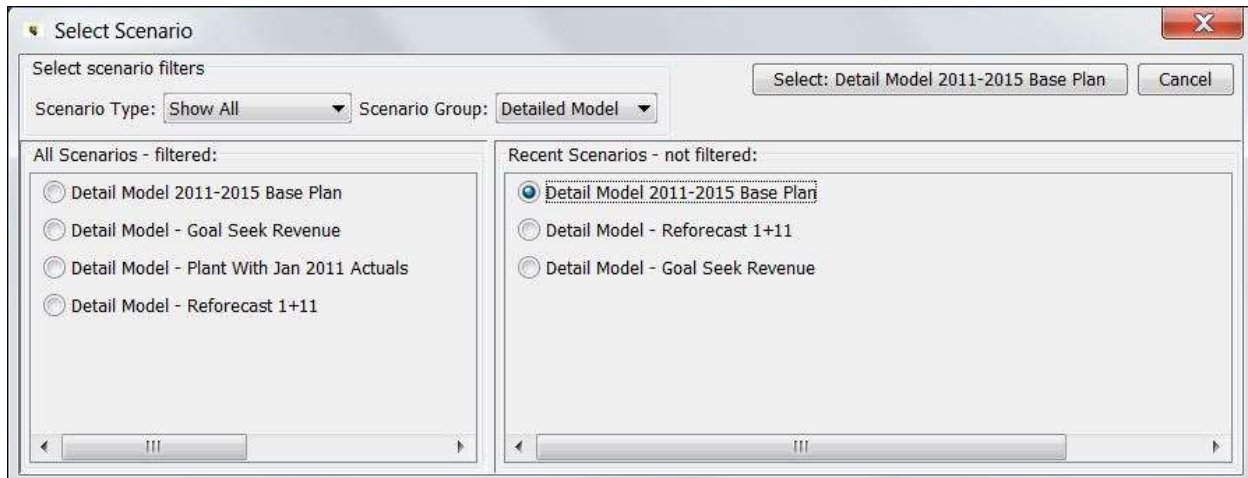 Select Scenario
Select scenario filters
Select: Detail Model 2011-2015 Base Plan
Cancel
Scenario Type: Show All
Scenario Group: Detailed Model
All Scenarios - filtered:
Detail Model 2011-2015 Base Plan
Detail Model - Goal Seek Revenue
Detail Model - Plant With Jan 2011 Actuals
Detail Model - Reforecast 1+11
Recent Scenarios - not filtered:
Detail Model 2011-2015 Base Plan
Detail Model - Reforecast 1+11
Detail Model - Goal Seek Revenue